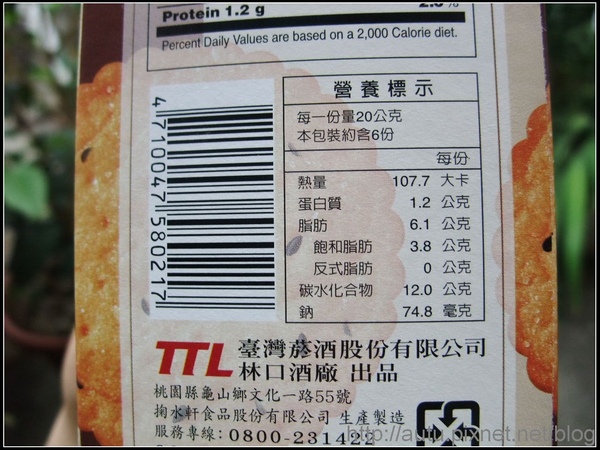 Protein 1.2 g 2.0%
Percent Daily Values are based on a 2,000 Calorie diet.
4 710047 580217
營養標示
每一份量20公克
本包裝約含6份
每份
熱量 107.7 大卡
蛋白質 1.2 公克
脂肪 6.1 公克
飽和脂肪 3.8 公克
反式脂肪 0 公克
碳水化合物 12.0 公克
鈉 74.8 毫克
TTL 臺灣菸酒股份有限公司
林口酒廠 出品
桃園縣龜山鄉文化一路55號
掬水軒食品股份有限公司 生產製造
服務專線：0800-231422
http://autu.pixnet.net/blog